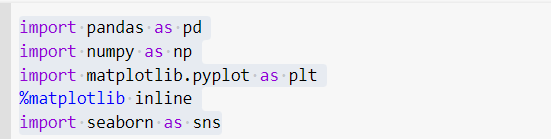 import pandas as pd
import numpy as np
import matplotlib.pyplot as plt
%matplotlib inline
import seaborn as sns